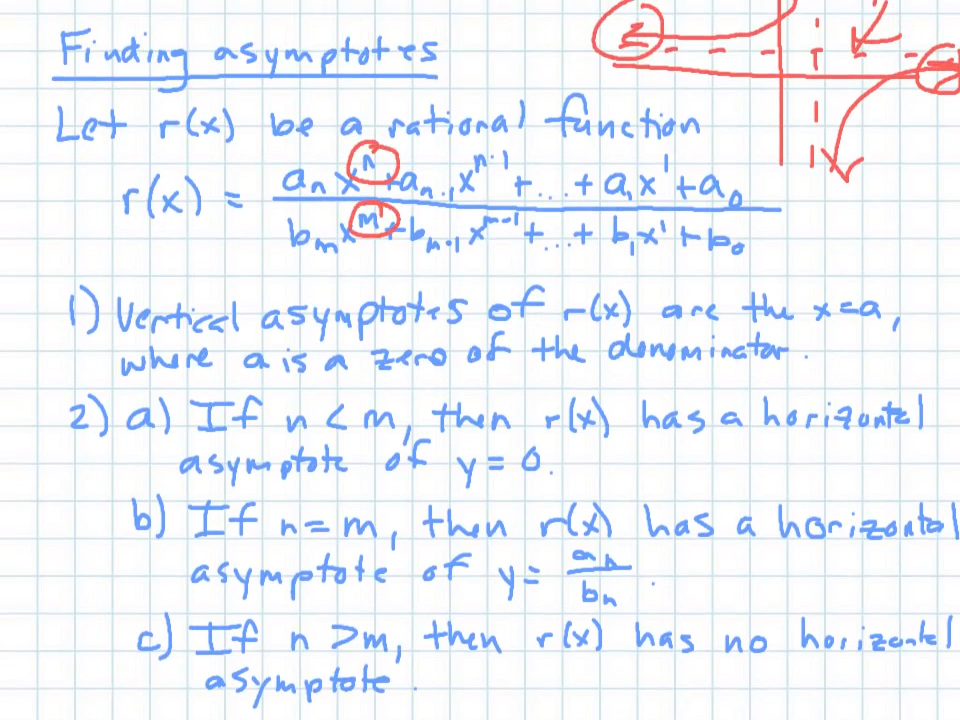 Finding asymptotes
Let r(x) be a rational function
r(x) = (aₙxⁿ + aₙ₋₁xⁿ⁻¹ + ... + a₁x¹ + a₀) / (bₘxᵐ + bₘ₋₁xᵐ⁻¹ + ... + b₁x¹ + b₀)
1) Vertical asymptotes of r(x) are the x=a,
where a is a zero of the denominator.
2) a) If n < m, then r(x) has a horizontal
asymptote of y = 0.
b) If n = m, then r(x) has a horizontal
asymptote of y = aₙ/bₙ.
c) If n > m, then r(x) has no horizontal
asymptote.